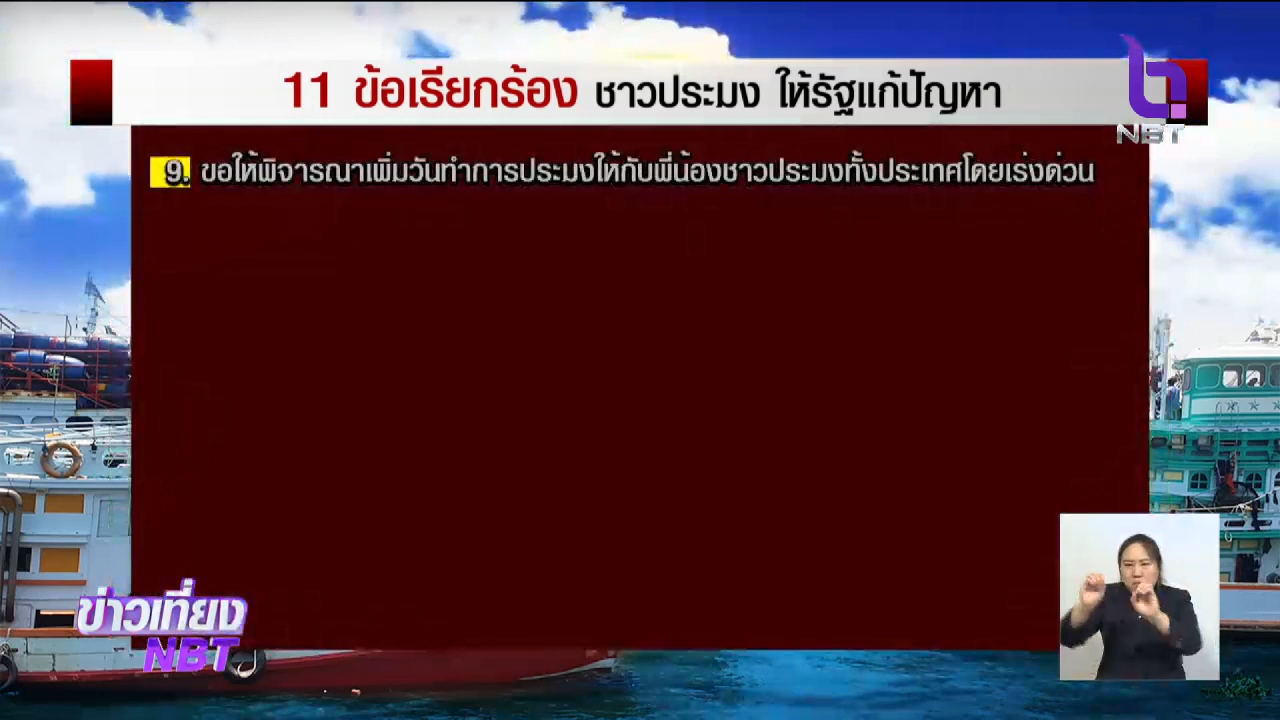 11 ข้อเรียกร้อง ชาวประมง ให้รัฐแก้ปัญหา
NBT
9. ขอให้พิจารณาเพิ่มวันทำการประมงให้กับพี่น้องชาวประมงทั้งประเทศโดยเร่งด่วน
ข่าวเที่ยง
NBT